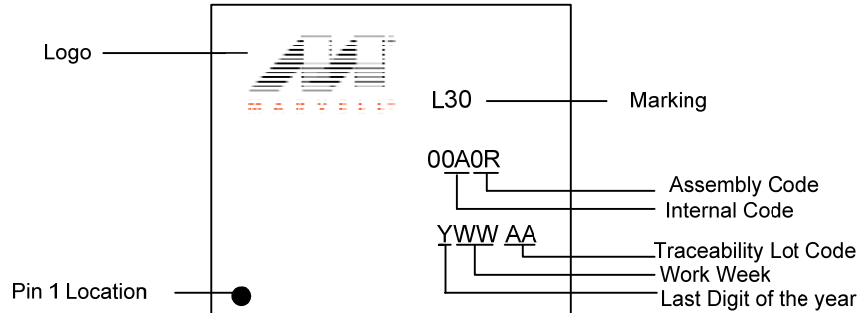 Logo
MARVELL
L30
Marking
00A0R
Assembly Code
Internal Code
YWW AA
Traceability Lot Code
Work Week
Last Digit of the year
Pin 1 Location